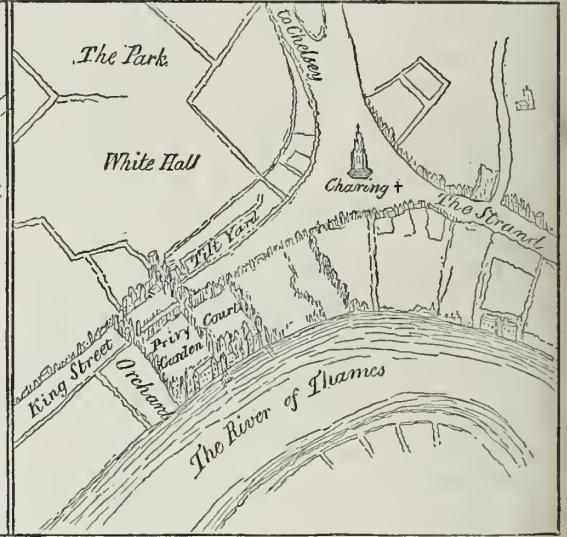 to Chelsey
The Park
White Hall
Charing +
The Strand
Tilt Yard
Privy
Garden
Court
King Street
Orchard
The River of Thames